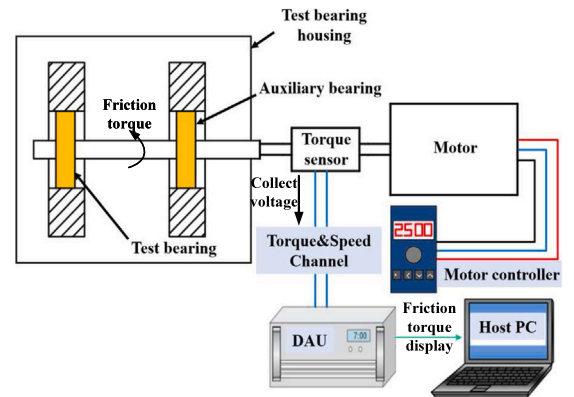 Test bearing
housing
Auxiliary bearing
Friction
torque
Torque
sensor
Motor
Collect
voltage
Test bearing
Torque&Speed
Channel
2500
Motor controller
DAU
7:00
Friction
torque
display
Host PC